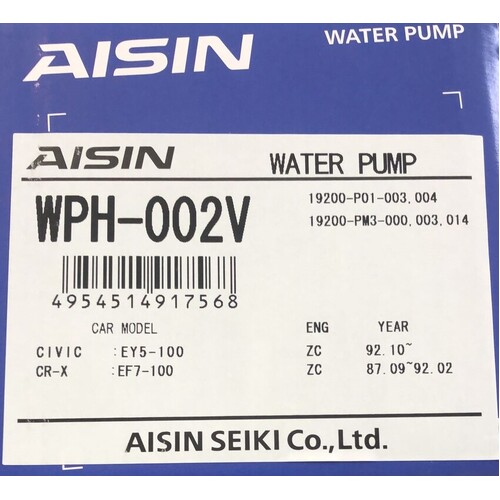 AISIN
WATER PUMP
AISIN
WATER PUMP
WPH-002V
19200-P01-003,004
19200-PM3-000,003,014
4954514917568
CAR MODEL ENG YEAR
CIVIC :EY5-100 ZC 92.10~
CR-X :EF7-100 ZC 87.09~92.02
AISIN SEIKI Co.,Ltd.